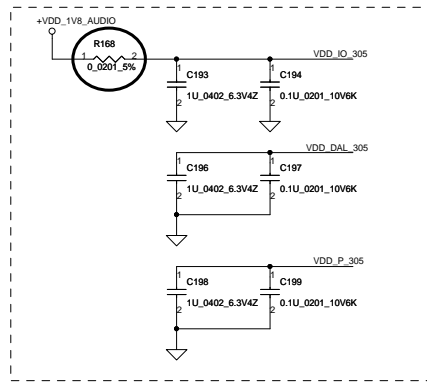 +VDD_1V8_AUDIO
R168
1 2
0_0201_5%
VDD_IO_305
1 1
C193 C194
2 2
1U_0402_6.3V4Z 0.1U_0201_10V6K
VDD_DAL_305
1 1
C196 C197
2 2
1U_0402_6.3V4Z 0.1U_0201_10V6K
VDD_P_305
1 1
C198 C199
2 2
1U_0402_6.3V4Z 0.1U_0201_10V6K